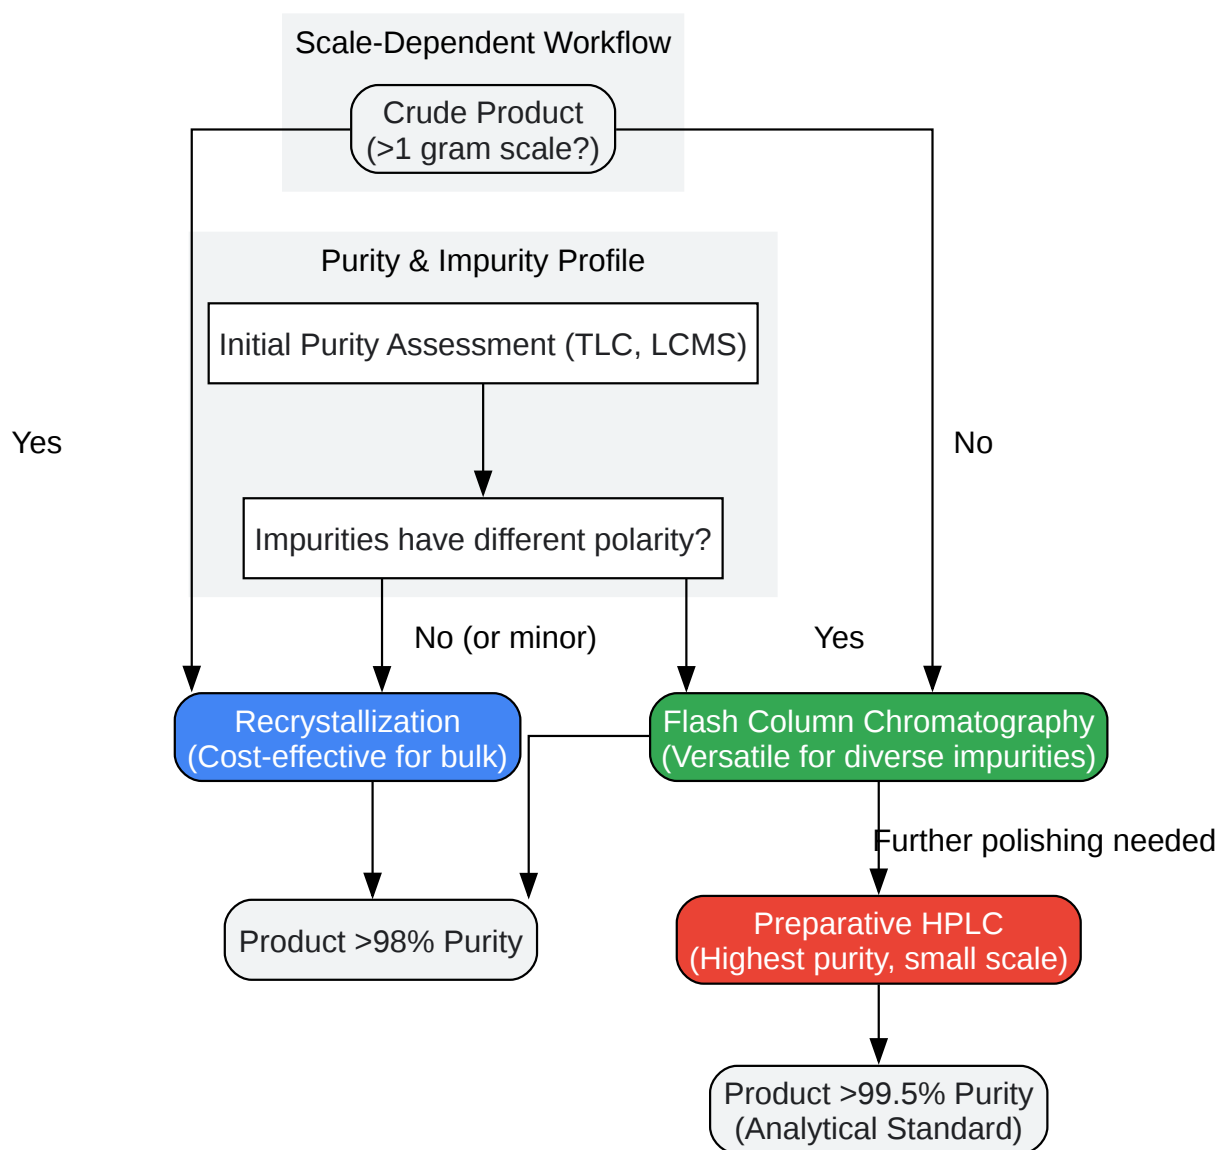 Scale-Dependent Workflow
Crude Product
(>1 gram scale?)
Purity & Impurity Profile
Initial Purity Assessment (TLC, LCMS)
Yes
No
Impurities have different polarity?
No (or minor)
Yes
Recrystallization
(Cost-effective for bulk)
Flash Column Chromatography
(Versatile for diverse impurities)
Further polishing needed
Product >98% Purity
Preparative HPLC
(Highest purity, small scale)
Product >99.5% Purity
(Analytical Standard)